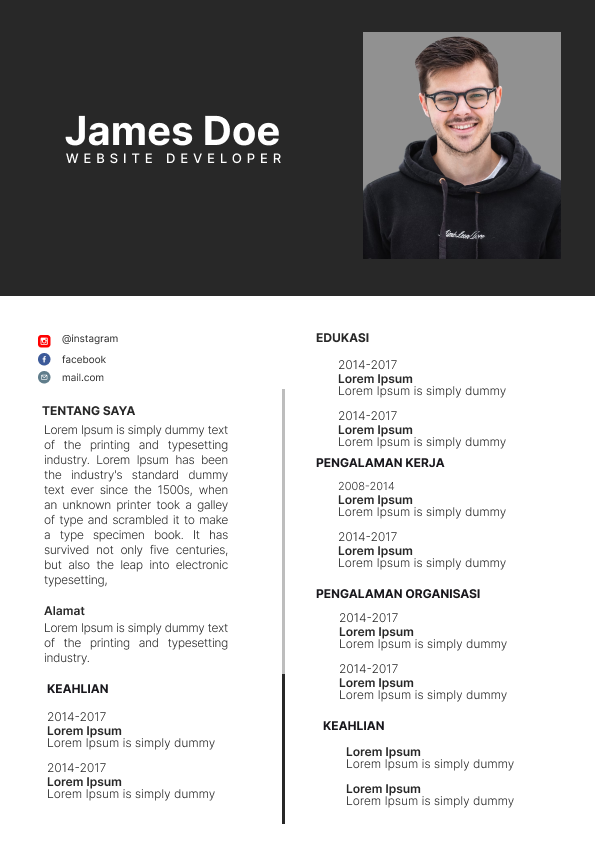 James Doe
WEBSITE DEVELOPER
@instagram
facebook
mail.com
TENTANG SAYA
Lorem Ipsum is simply dummy text
of the printing and typesetting
industry. Lorem Ipsum has been
the industry's standard dummy
text ever since the 1500s, when
an unknown printer took a galley
of type and scrambled it to make
a type specimen book. It has
survived not only five centuries,
but also the leap into electronic
typesetting,
Alamat
Lorem Ipsum is simply dummy text
of the printing and typesetting
industry.
KEAHLIAN
2014-2017
Lorem Ipsum
Lorem Ipsum is simply dummy
2014-2017
Lorem Ipsum
Lorem Ipsum is simply dummy
EDUKASI
2014-2017
Lorem Ipsum
Lorem Ipsum is simply dummy
2014-2017
Lorem Ipsum
Lorem Ipsum is simply dummy
PENGALAMAN KERJA
2008-2014
Lorem Ipsum
Lorem Ipsum is simply dummy
2014-2017
Lorem Ipsum
Lorem Ipsum is simply dummy
PENGALAMAN ORGANISASI
2014-2017
Lorem Ipsum
Lorem Ipsum is simply dummy
2014-2017
Lorem Ipsum
Lorem Ipsum is simply dummy
KEAHLIAN
Lorem Ipsum
Lorem Ipsum is simply dummy
Lorem Ipsum
Lorem Ipsum is simply dummy